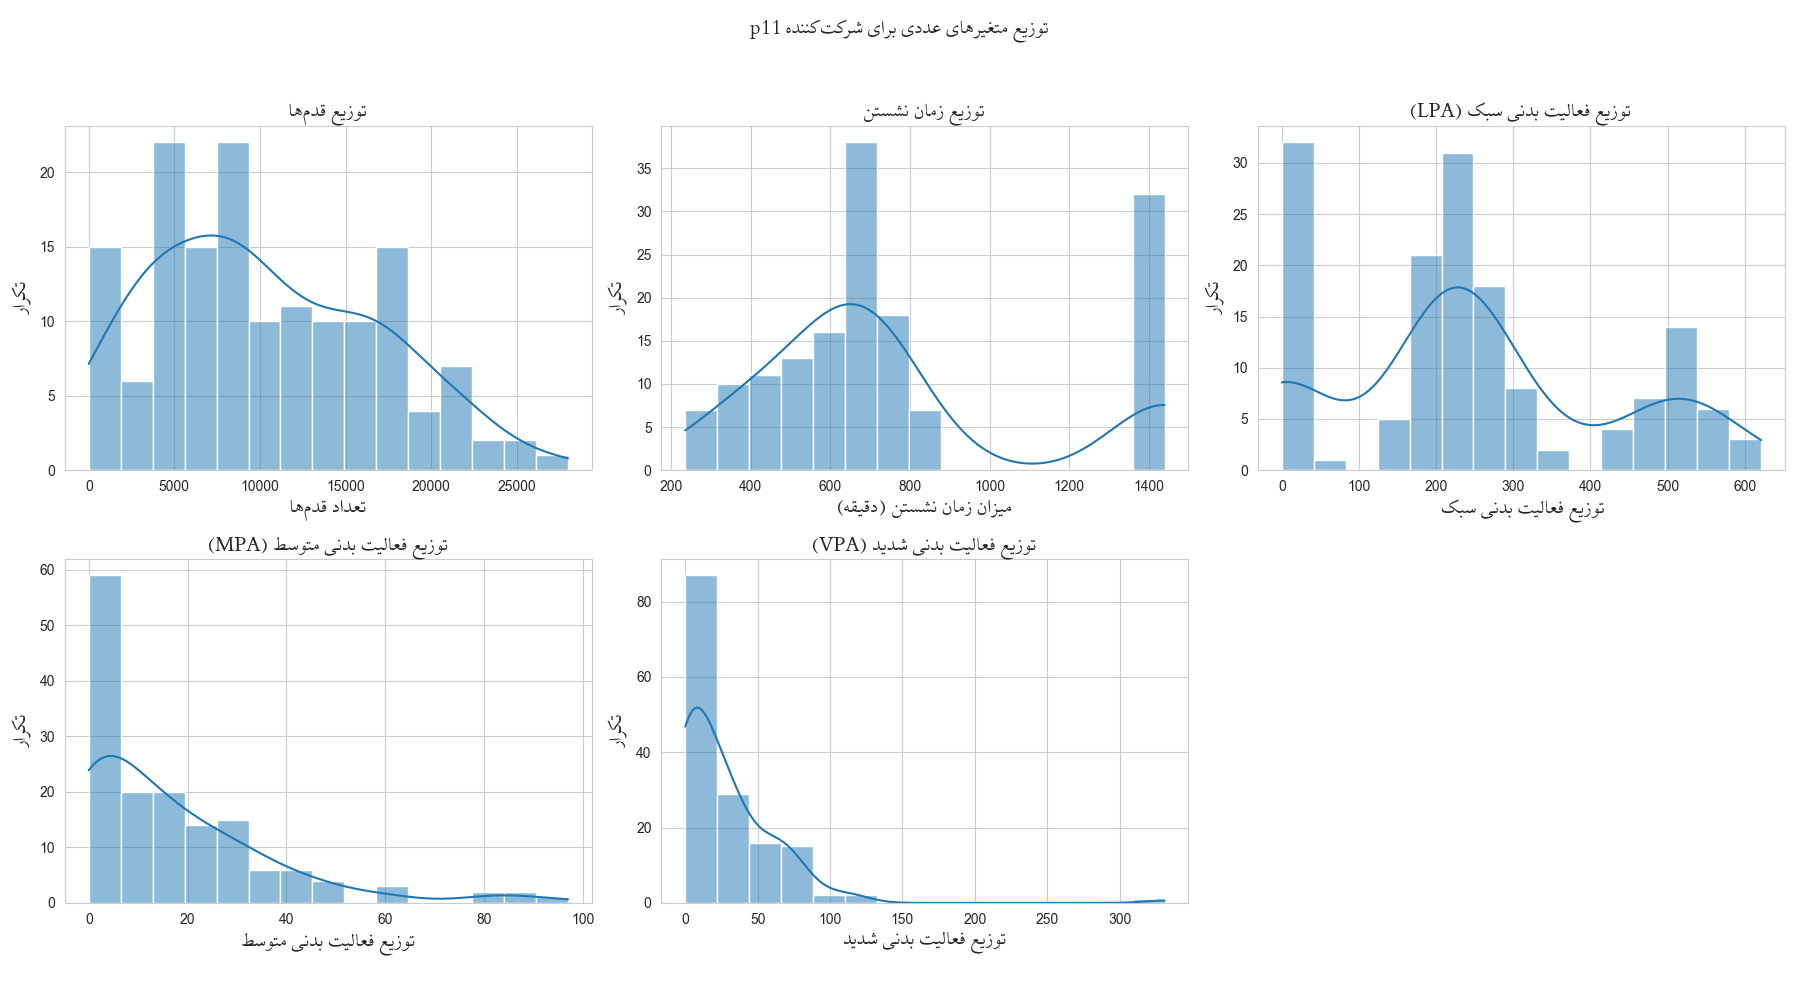 توزیع متغیرهای عددی برای شرکت‌کننده p11
توزیع قدم‌ها
20
15
10
5
0
تکرار
0 5000 10000 15000 20000 25000
تعداد قدم‌ها
توزیع زمان نشستن
35
30
25
20
15
10
5
0
تکرار
200 400 600 800 1000 1200 1400
میزان زمان نشستن (دقیقه)
توزیع فعالیت بدنی سبک (LPA)
30
25
20
15
10
5
0
تکرار
0 100 200 300 400 500 600
توزیع فعالیت بدنی سبک
توزیع فعالیت بدنی متوسط (MPA)
60
50
40
30
20
10
0
تکرار
0 20 40 60 80 100
توزیع فعالیت بدنی متوسط
توزیع فعالیت بدنی شدید (VPA)
80
60
40
20
0
تکرار
0 50 100 150 200 250 300
توزیع فعالیت بدنی شدید